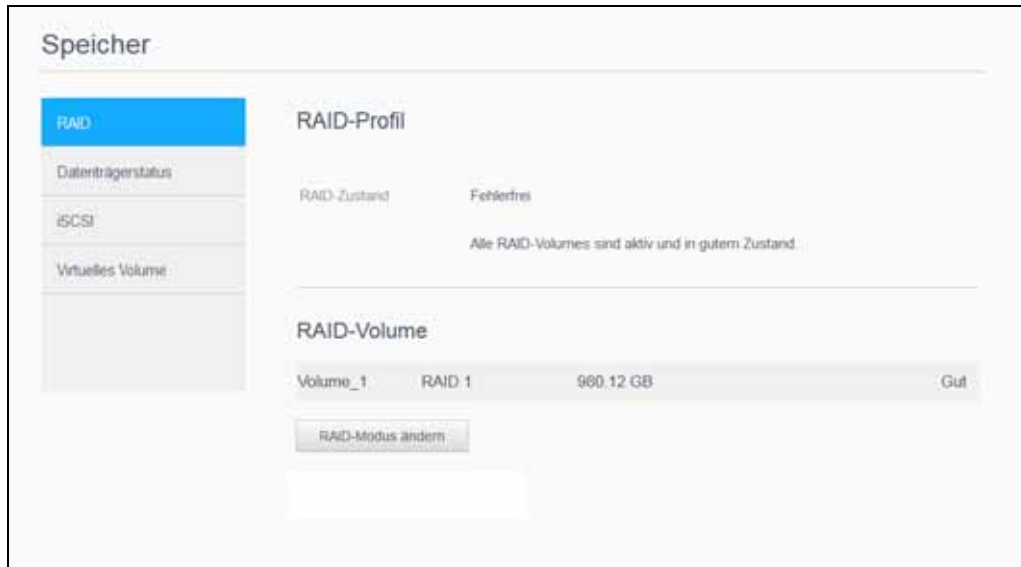 Speicher
RAID
RAID-Profil
Datenträgerstatus
RAID-Zustand Fehlerfrei
iSCSI
Alle RAID-Volumes sind aktiv und in gutem Zustand.
Virtuelles Volume
RAID-Volume
Volume_1 RAID 1 980.12 GB Gut
RAID-Modus ändern